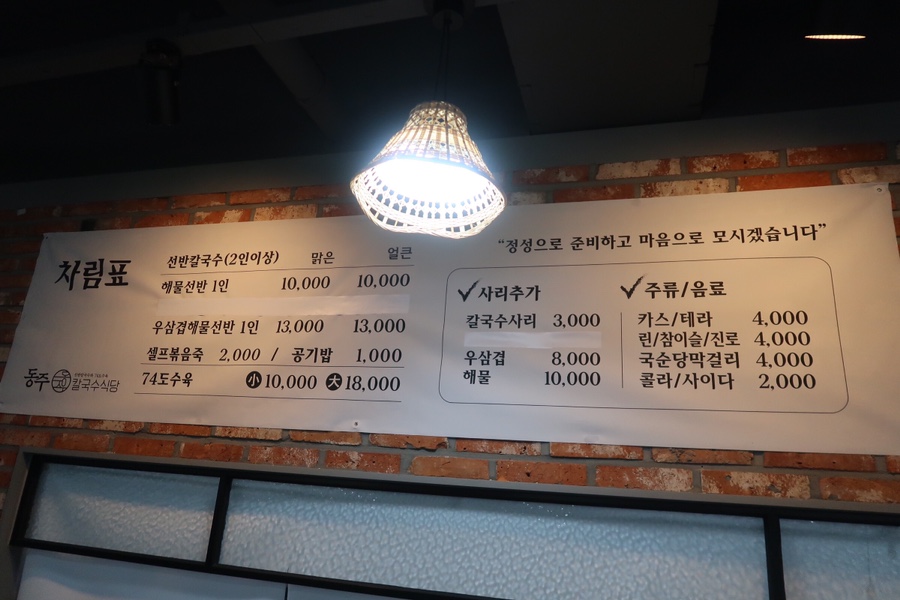 차림표
선반칼국수(2인이상) 맑은 얼큰
해물선반 1인 10,000 10,000
우삼겹해물선반 1인 13,000 13,000
셀프볶음죽 2,000 / 공기밥 1,000
74도수육 小 10,000 大 18,000
동주 칼국수식당
“정성으로 준비하고 마음으로 모시겠습니다”
사리추가
칼국수사리 3,000
우삼겹 8,000
해물 10,000
주류/음료
카스/테라 4,000
린/참이슬/진로 4,000
국순당막걸리 4,000
콜라/사이다 2,000